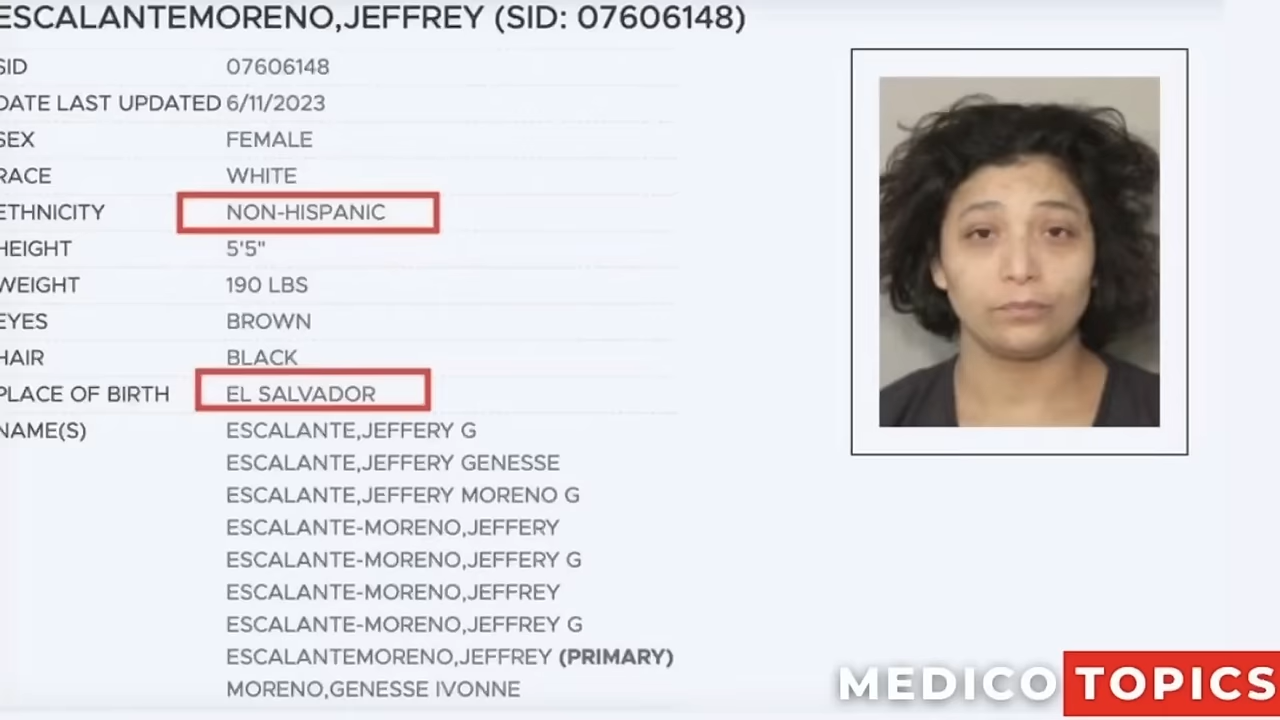 ESCALANTEMORENO,JEFFREY (SID: 07606148)
SID 07606148
DATE LAST UPDATED 6/11/2023
SEX FEMALE
RACE WHITE
ETHNICITY NON-HISPANIC
HEIGHT 5'5"
WEIGHT 190 LBS
EYES BROWN
HAIR BLACK
PLACE OF BIRTH EL SALVADOR
NAME(S) ESCALANTE,JEFFERY G
ESCALANTE,JEFFERY GENESSE
ESCALANTE,JEFFERY MORENO G
ESCALANTE-MORENO,JEFFERY
ESCALANTE-MORENO,JEFFERY G
ESCALANTE-MORENO,JEFFREY
ESCALANTE-MORENO,JEFFREY G
ESCALANTEMORENO,JEFFREY (PRIMARY)
MORENO,GENESSE IVONNE
MEDICO TOPICS